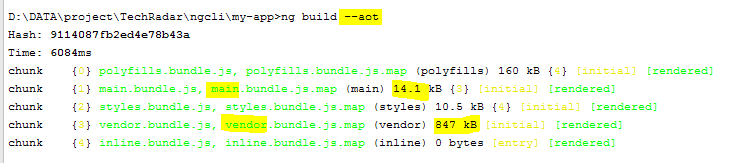 D:\DATA\project\TechRadar\ngcli\my-app>ng build --aot
Hash: 9114087fb2ed4e78b43a
Time: 6084ms
chunk    {0} polyfills.bundle.js, polyfills.bundle.js.map (polyfills) 160 kB {4} [initial] [rendered]
chunk    {1} main.bundle.js, main.bundle.js.map (main) 14.1 kB {3} [initial] [rendered]
chunk    {2} styles.bundle.js, styles.bundle.js.map (styles) 10.5 kB {4} [initial] [rendered]
chunk    {3} vendor.bundle.js, vendor.bundle.js.map (vendor) 847 kB [initial] [rendered]
chunk    {4} inline.bundle.js, inline.bundle.js.map (inline) 0 bytes [entry] [rendered]